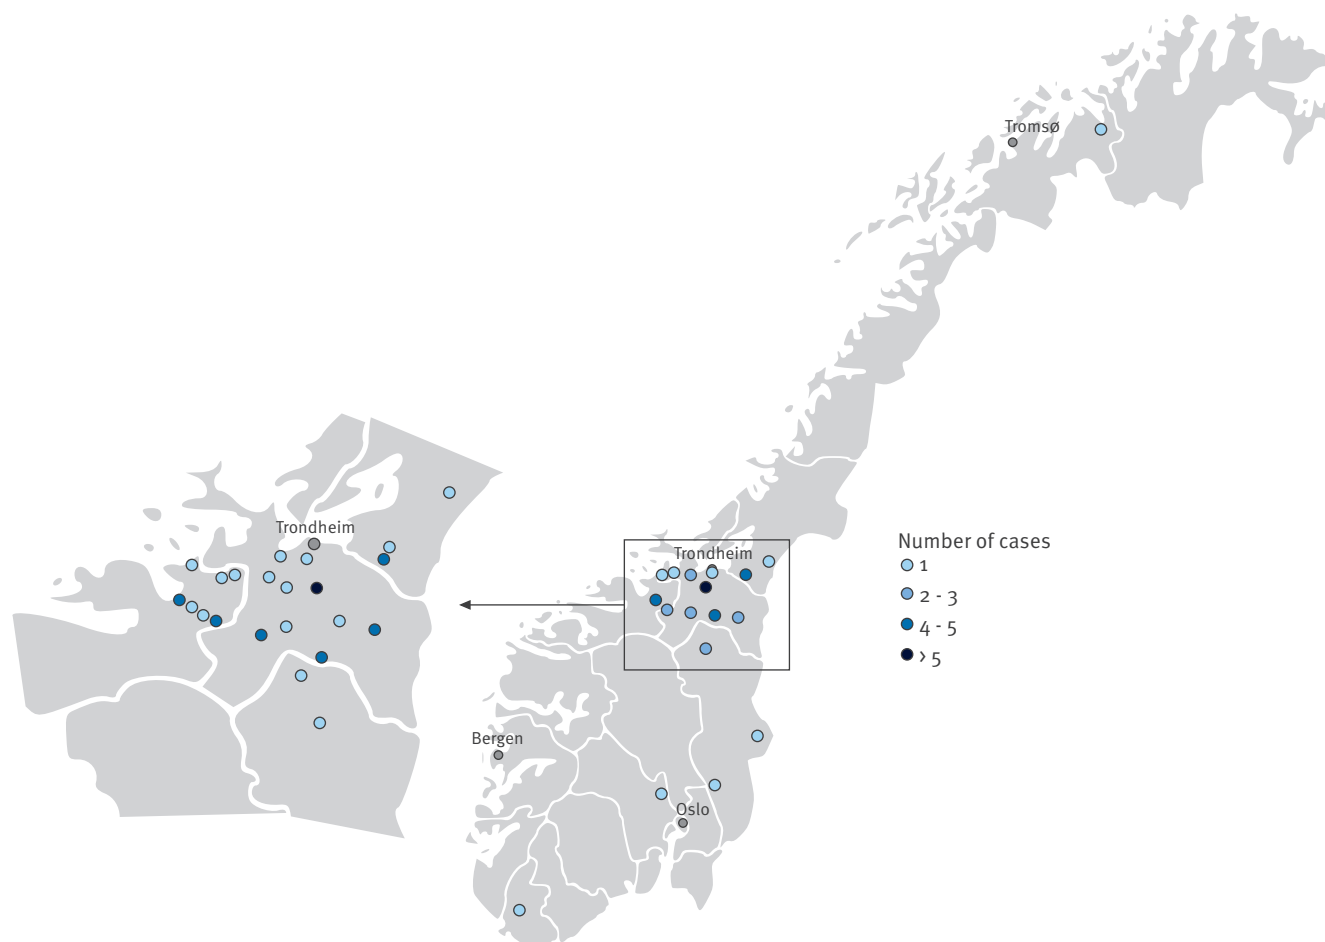 Tromsø
Trondheim
Number of cases
1
2 - 3
4 - 5
> 5
Trondheim
Bergen
Oslo